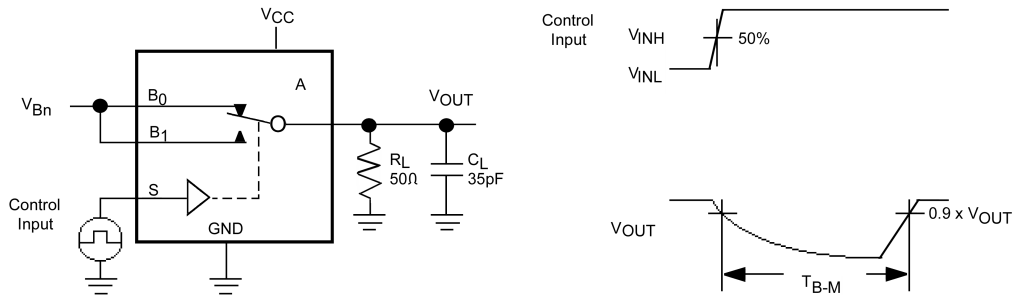 VCC
A
VBn
B0
B1
S
Control
Input
GND
VOUT
RL
50Ω
CL
35pF
Control
Input
VINH
50%
VINL
VOUT
0.9 x VOUT
TB-M